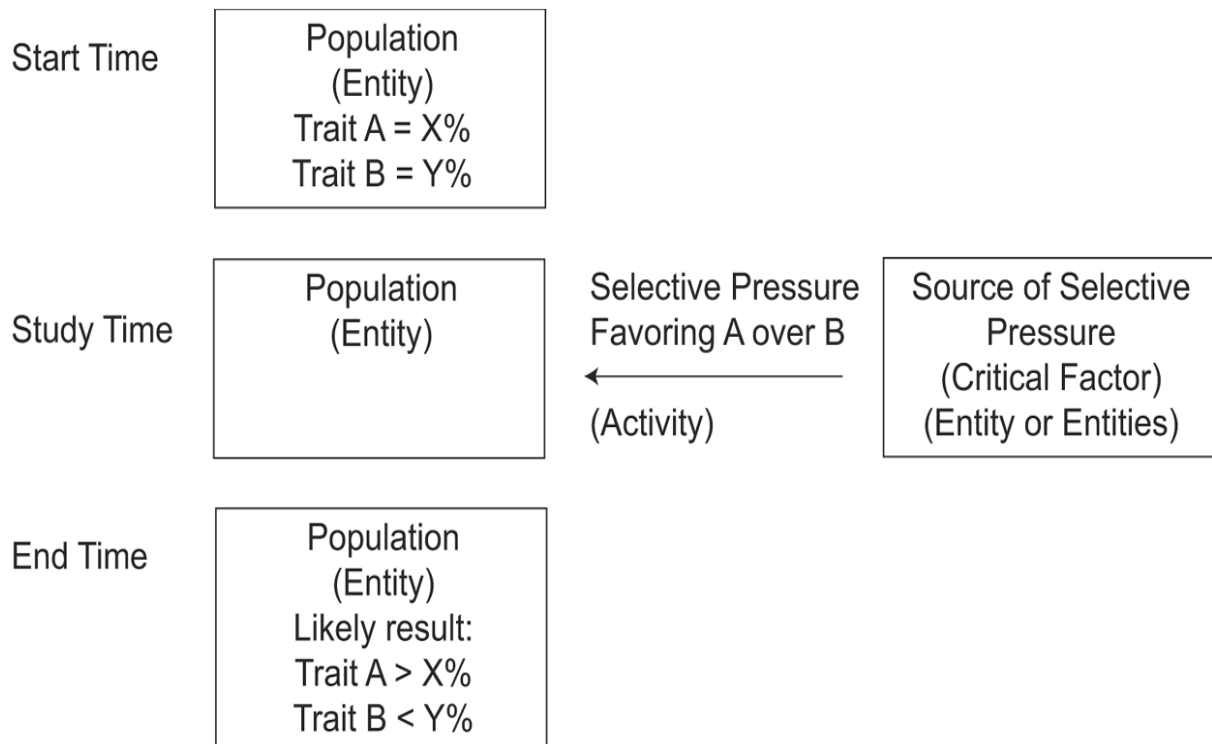 Start Time
Population
(Entity)
Trait A = X%
Trait B = Y%
Study Time
Population
(Entity)
Selective Pressure
Favoring A over B
(Activity)
Source of Selective
Pressure
(Critical Factor)
(Entity or Entities)
End Time
Population
(Entity)
Likely result:
Trait A > X%
Trait B < Y%